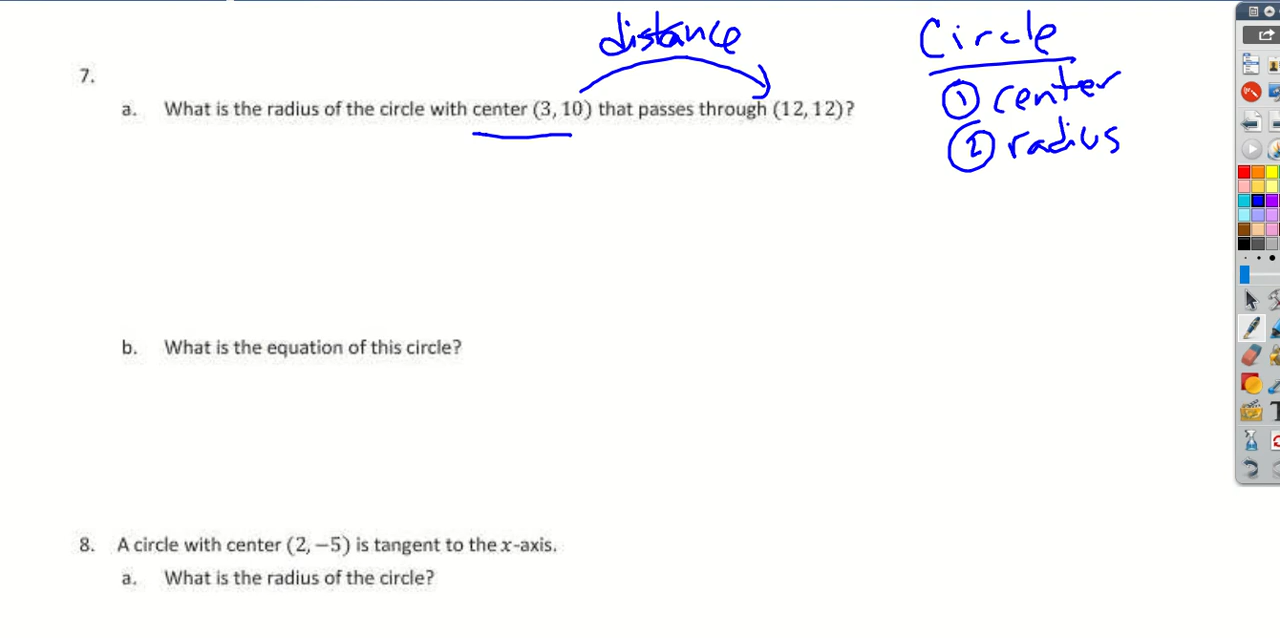 distance
Circle
① center
② radius
7.
a. What is the radius of the circle with center (3, 10) that passes through (12, 12)?
b. What is the equation of this circle?
8. A circle with center (2, −5) is tangent to the x-axis.
a. What is the radius of the circle?